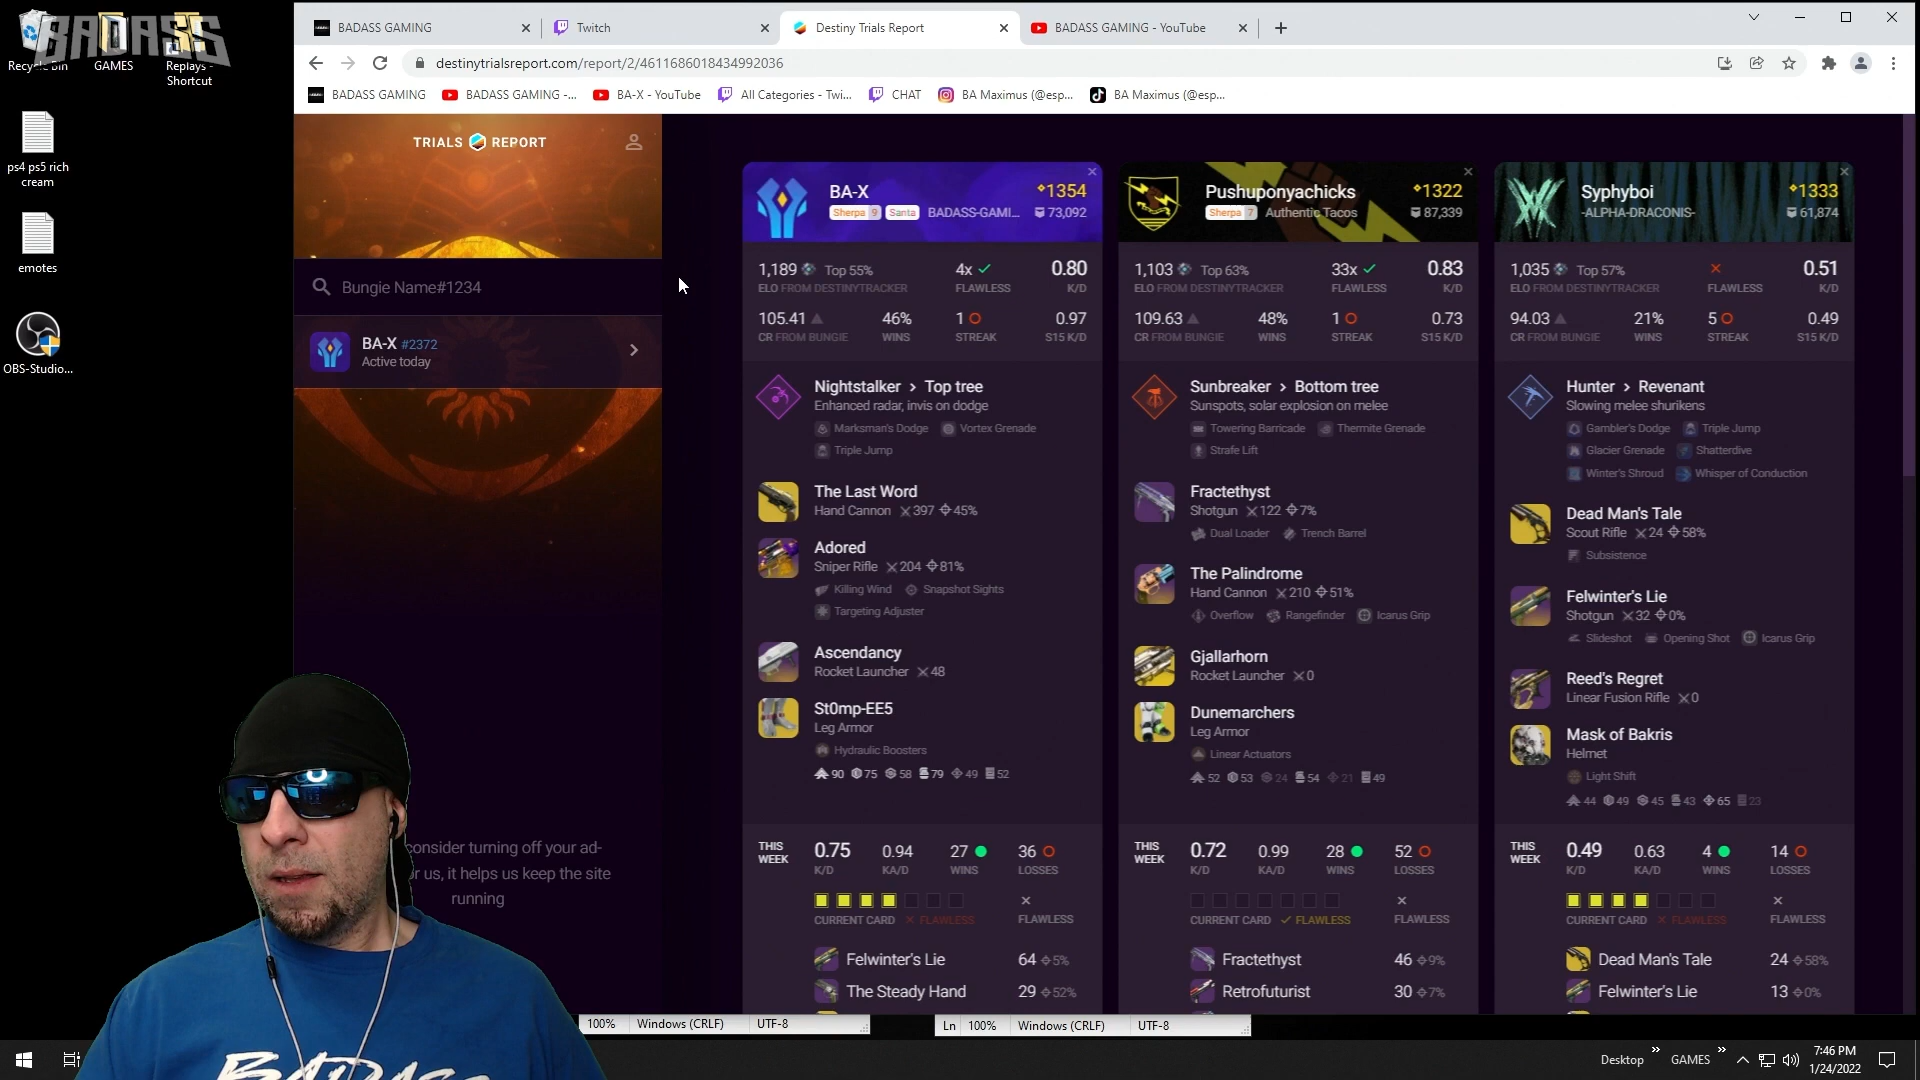 BADASS
Recycle Bin
GAMES
Replays - Shortcut
ps4 ps5 rich cream
emotes
OBS-Studio...
BADASS GAMING
Twitch
Destiny Trials Report
BADASS GAMING - YouTube
destinytrialsreport.com/report/2/4611686018434992036
BADASS GAMING
BADASS GAMING -...
BA-X - YouTube
All Categories - Twi...
CHAT
BA Maximus (@esp...
BA Maximus (@esp...
TRIALS REPORT
Bungie Name#1234
BA-X #2372
Active today
consider turning off your ad-
r us, it helps us keep the site
running
BA-X
1354
Sherpa 9 Santa BADASS-GAMI... 73,092
1,189 Top 55% 4x 0.80
ELO FROM DESTINYTRACKER FLAWLESS K/D
105.41 46% 1 0.97
CR FROM BUNGIE WINS STREAK S15 K/D
Nightstalker > Top tree
Enhanced radar, invis on dodge
Marksman's Dodge Vortex Grenade
Triple Jump
The Last Word
Hand Cannon 397 45%
Adored
Sniper Rifle 204 81%
Killing Wind Snapshot Sights
Targeting Adjuster
Ascendancy
Rocket Launcher 48
St0mp-EE5
Leg Armor
Hydraulic Boosters
90 75 58 79 49 52
THIS WEEK 0.75 0.94 27 36
K/D KA/D WINS LOSSES
CURRENT CARD FLAWLESS FLAWLESS
Felwinter's Lie 64 5%
The Steady Hand 29 52%
Pushuponyachicks
1322
Sherpa 7 Authentic Tacos 87,339
1,103 Top 63% 33x 0.83
ELO FROM DESTINYTRACKER FLAWLESS K/D
109.63 48% 1 0.73
CR FROM BUNGIE WINS STREAK S15 K/D
Sunbreaker > Bottom tree
Sunspots, solar explosion on melee
Towering Barricade Thermite Grenade
Strafe Lift
Fractethyst
Shotgun 122 7%
Dual Loader Trench Barrel
The Palindrome
Hand Cannon 210 51%
Overflow Rangefinder Icarus Grip
Gjallarhorn
Rocket Launcher 0
Dunemarchers
Leg Armor
Linear Actuators
52 53 24 54 21 49
THIS WEEK 0.72 0.99 28 52
K/D KA/D WINS LOSSES
CURRENT CARD FLAWLESS FLAWLESS
Fractethyst 46 9%
Retrofuturist 30 7%
Syphyboi
1333
-ALPHA-DRACONIS- 61,874
1,035 Top 57% 0.51
ELO FROM DESTINYTRACKER FLAWLESS K/D
94.03 21% 5 0.49
CR FROM BUNGIE WINS STREAK S15 K/D
Hunter > Revenant
Slowing melee shurikens
Gambler's Dodge Triple Jump
Glacier Grenade Shatterdive
Winter's Shroud Whisper of Conduction
Dead Man's Tale
Scout Rifle 24 58%
Subsistence
Felwinter's Lie
Shotgun 32 0%
Slideshot Opening Shot Icarus Grip
Reed's Regret
Linear Fusion Rifle 0
Mask of Bakris
Helmet
Light Shift
44 49 45 43 65 23
THIS WEEK 0.49 0.63 4 14
K/D KA/D WINS LOSSES
CURRENT CARD FLAWLESS FLAWLESS
Dead Man's Tale 24 58%
Felwinter's Lie 13 0%
100% Windows (CRLF) UTF-8
Ln 100% Windows (CRLF) UTF-8
BADASS
Desktop GAMES
7:46 PM
1/24/2022